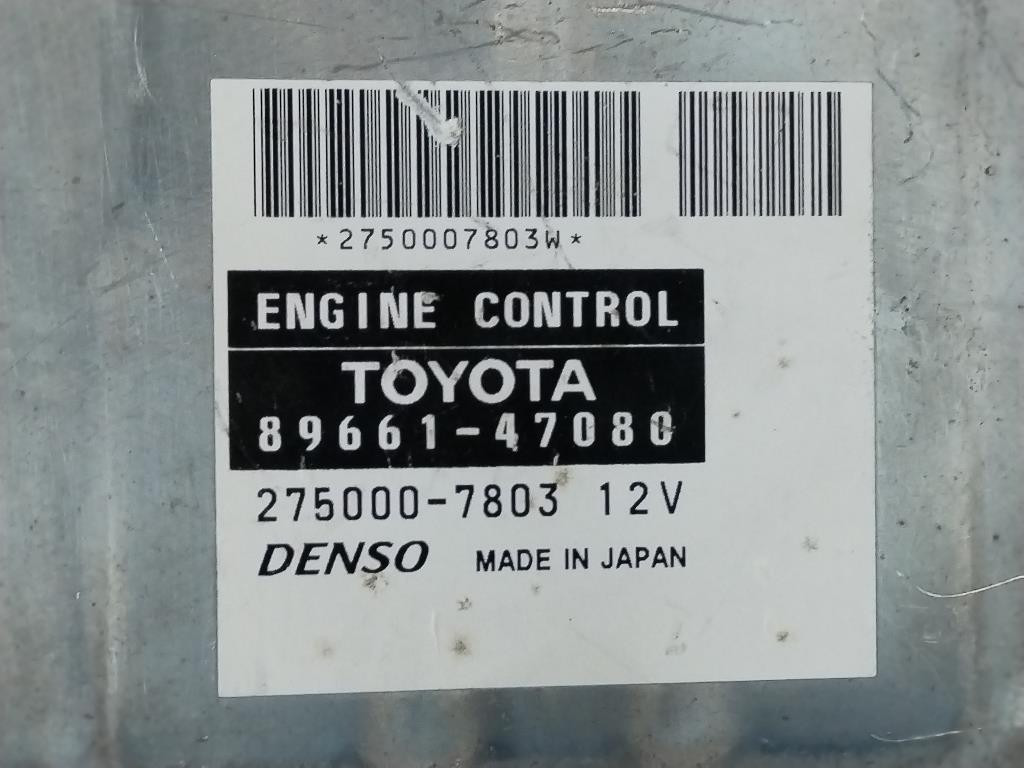 *2750007803W*
ENGINE CONTROL
TOYOTA
89661-47080
275000-7803 12V
DENSO MADE IN JAPAN